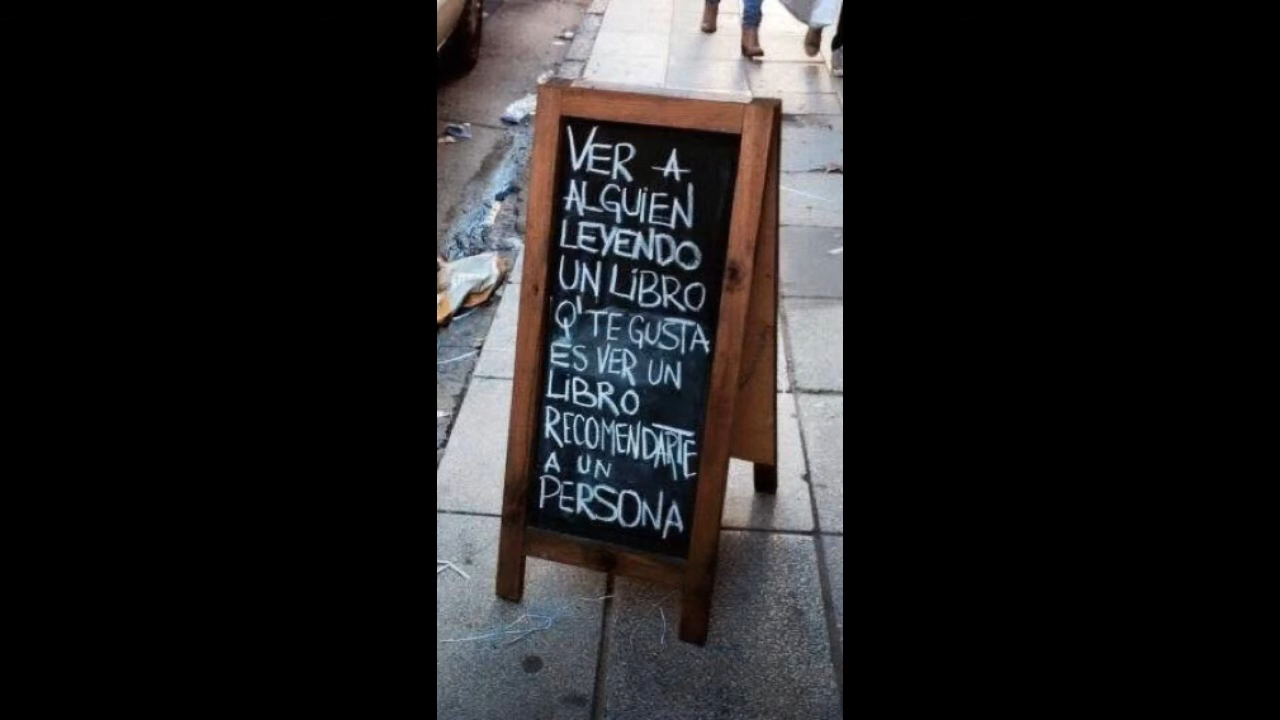 VER A
ALGUIEN
LEYENDO
UN LIBRO
Q' TE GUSTA
ES VER UN
LIBRO
RECOMENDARTE
A UN
PERSONA